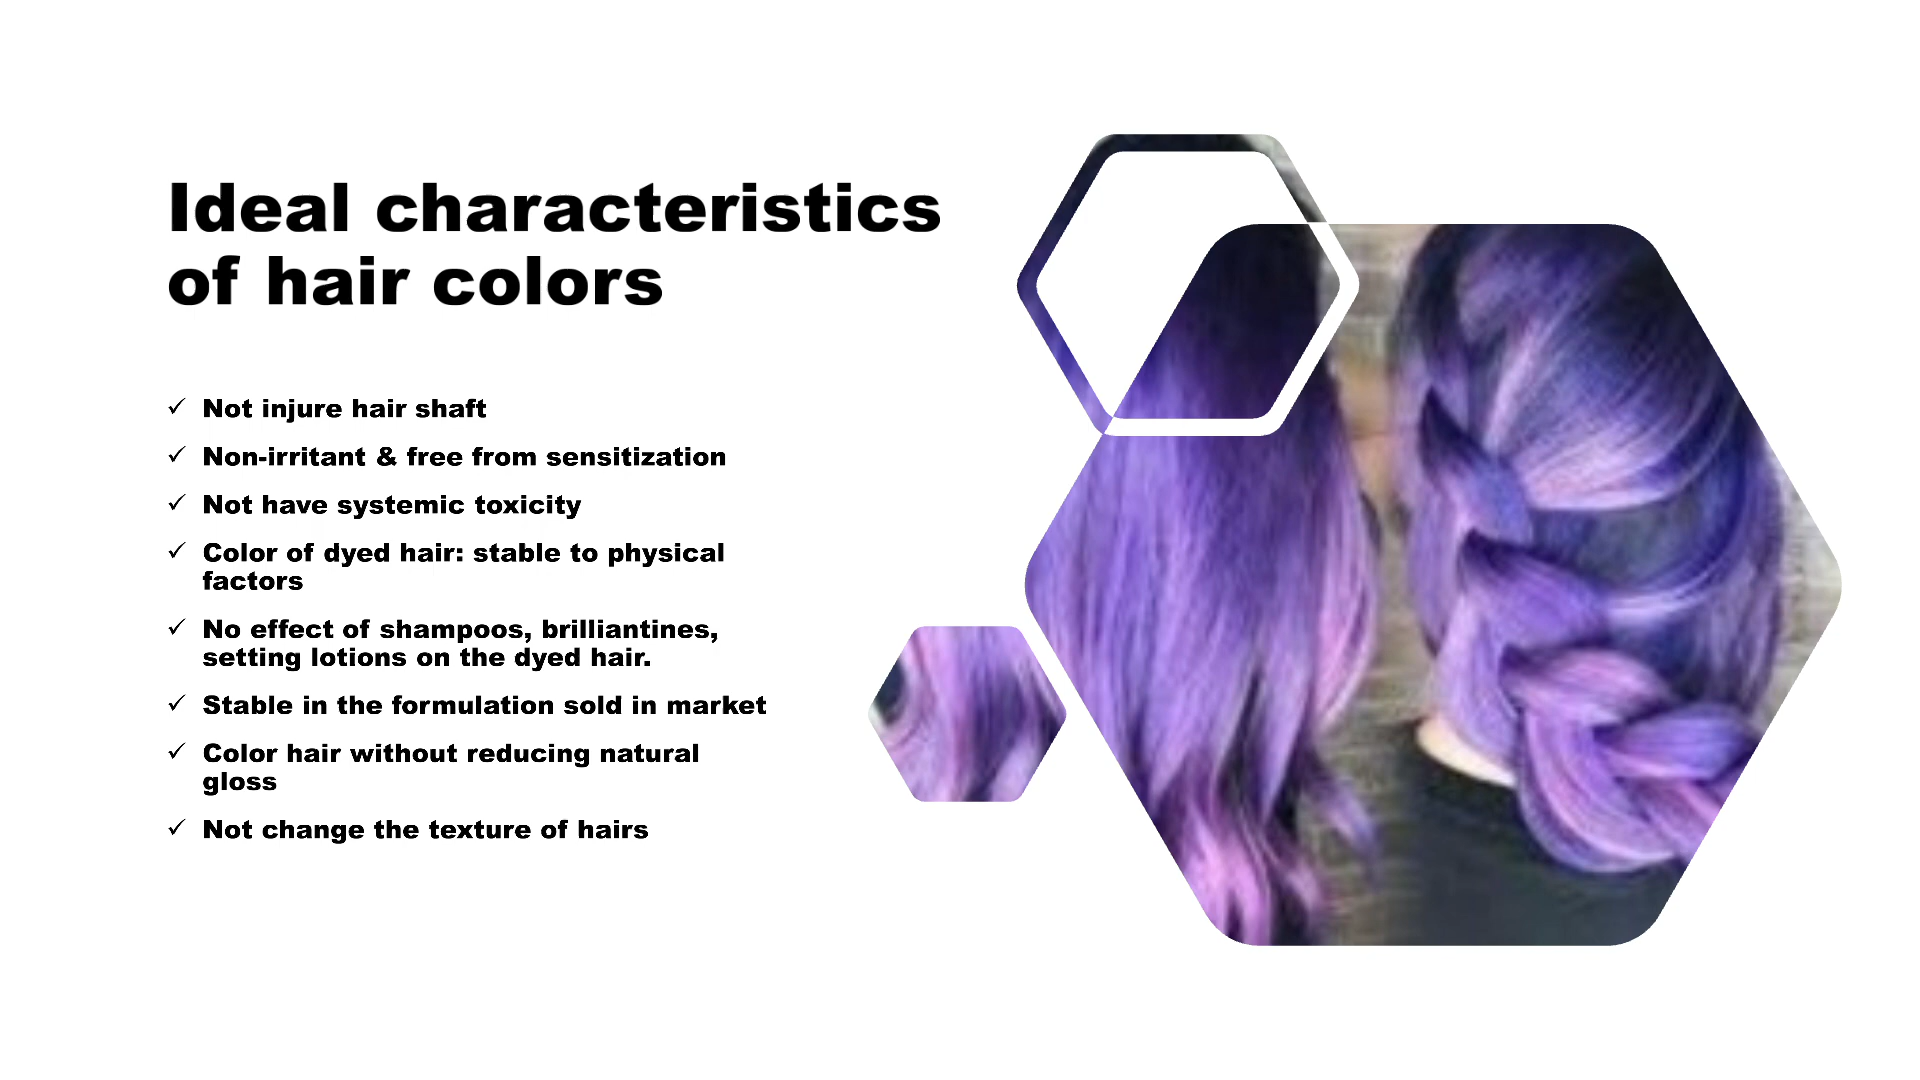 Ideal characteristics
of hair colors
✓ Not injure hair shaft
✓ Non-irritant & free from sensitization
✓ Not have systemic toxicity
✓ Color of dyed hair: stable to physical
factors
✓ No effect of shampoos, brilliantines,
setting lotions on the dyed hair.
✓ Stable in the formulation sold in market
✓ Color hair without reducing natural
gloss
✓ Not change the texture of hairs